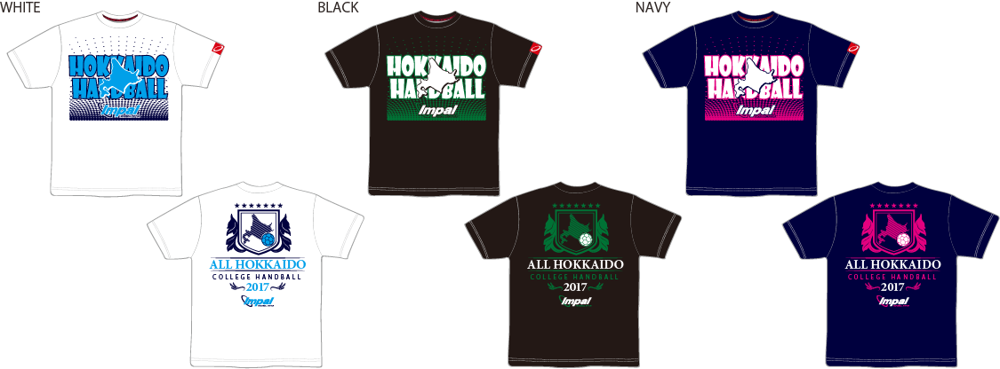 WHITE
BLACK
NAVY
HOKKAIDO
HANDBALL
Impal
HOKKAIDO
HANDBALL
Impal
HOKKAIDO
HANDBALL
Impal
ALL HOKKAIDO
COLLEGE HANDBALL
2017
Impal
ALL HOKKAIDO
COLLEGE HANDBALL
2017
Impal
ALL HOKKAIDO
COLLEGE HANDBALL
2017
Impal